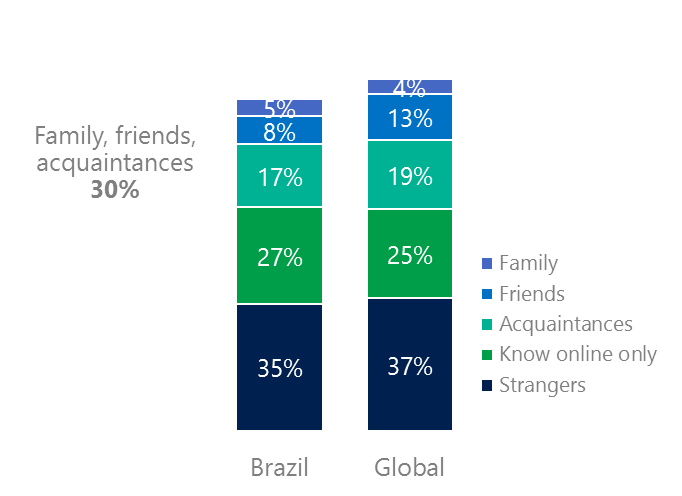 Family, friends,
acquaintances
30%
5%
8%
17%
27%
35%
4%
13%
19%
25%
37%
Brazil
Global
Family
Friends
Acquaintances
Know online only
Strangers